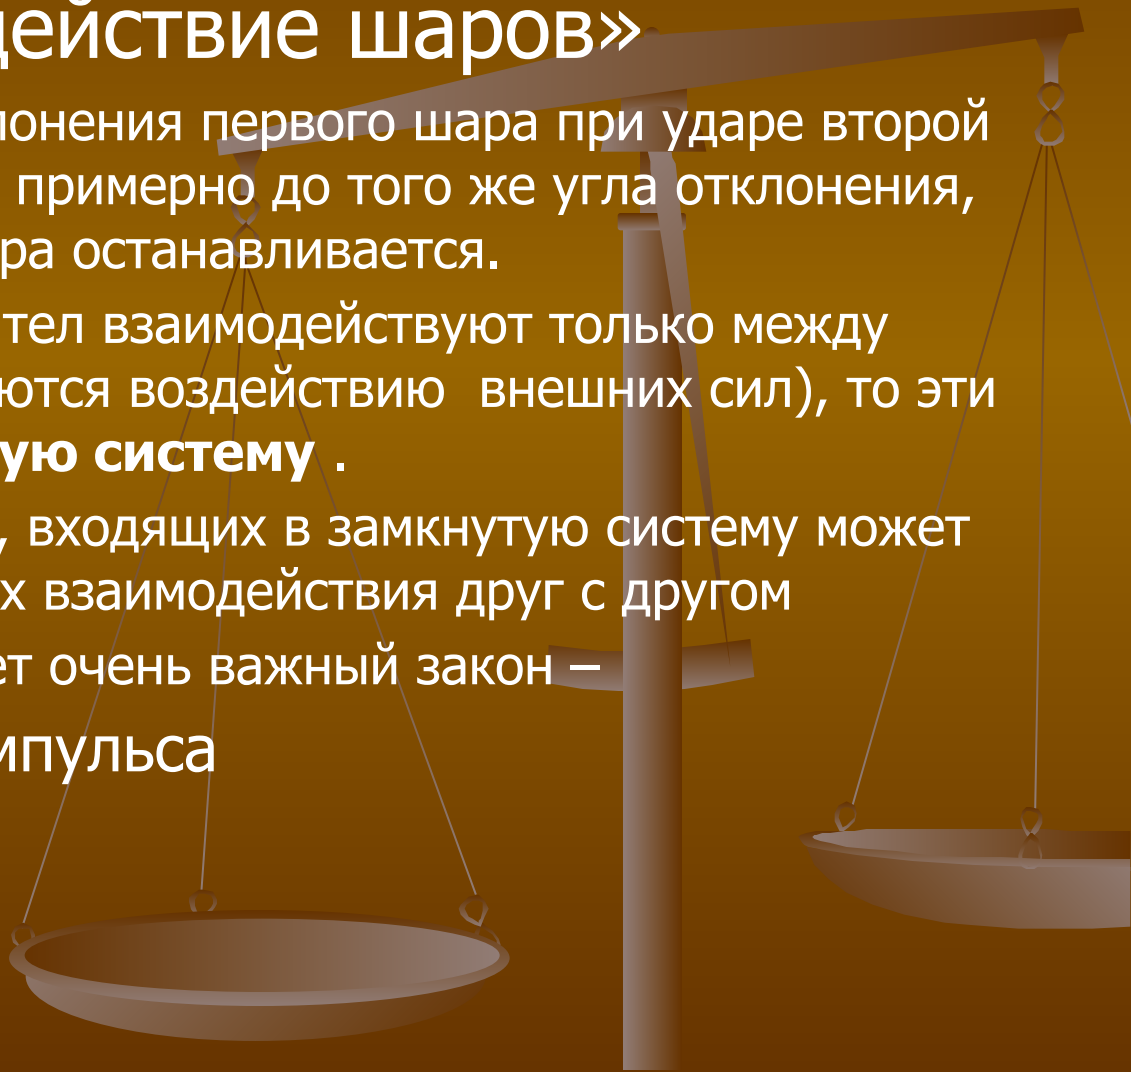 действие шаров»
лонения первого шара при ударе второй
примерно до того же угла отклонения,
ра останавливается.
тел взаимодействуют только между
ются воздействию внешних сил), то эти
ую систему .
, входящих в замкнутую систему может
х взаимодействия друг с другом
ет очень важный закон –
мпульса